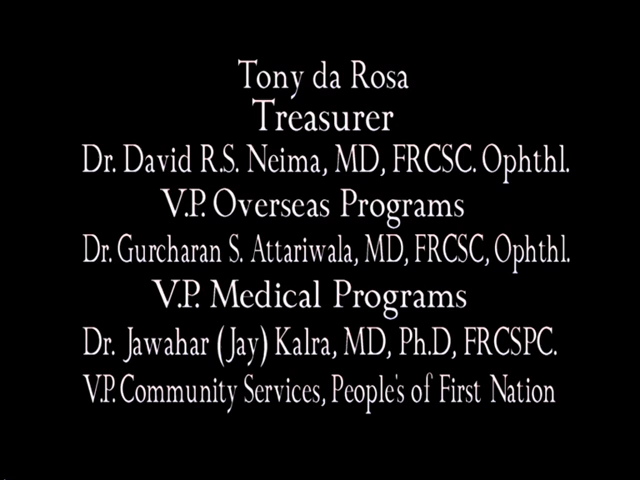 Tony da Rosa
Treasurer
Dr. David R.S. Neima, MD, FRCSC. Ophthl.
V.P. Overseas Programs
Dr. Gurcharan S. Attariwala, MD, FRCSC, Ophthl.
V.P. Medical Programs
Dr. Jawahar (Jay) Kalra, MD, Ph.D, FRCSPC.
V.P. Community Services, People's of First Nation